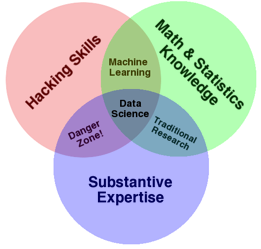 Hacking Skills
Math & Statistics
Knowledge
Machine
Learning
Data
Science
Danger
Zone!
Traditional
Research
Substantive
Expertise